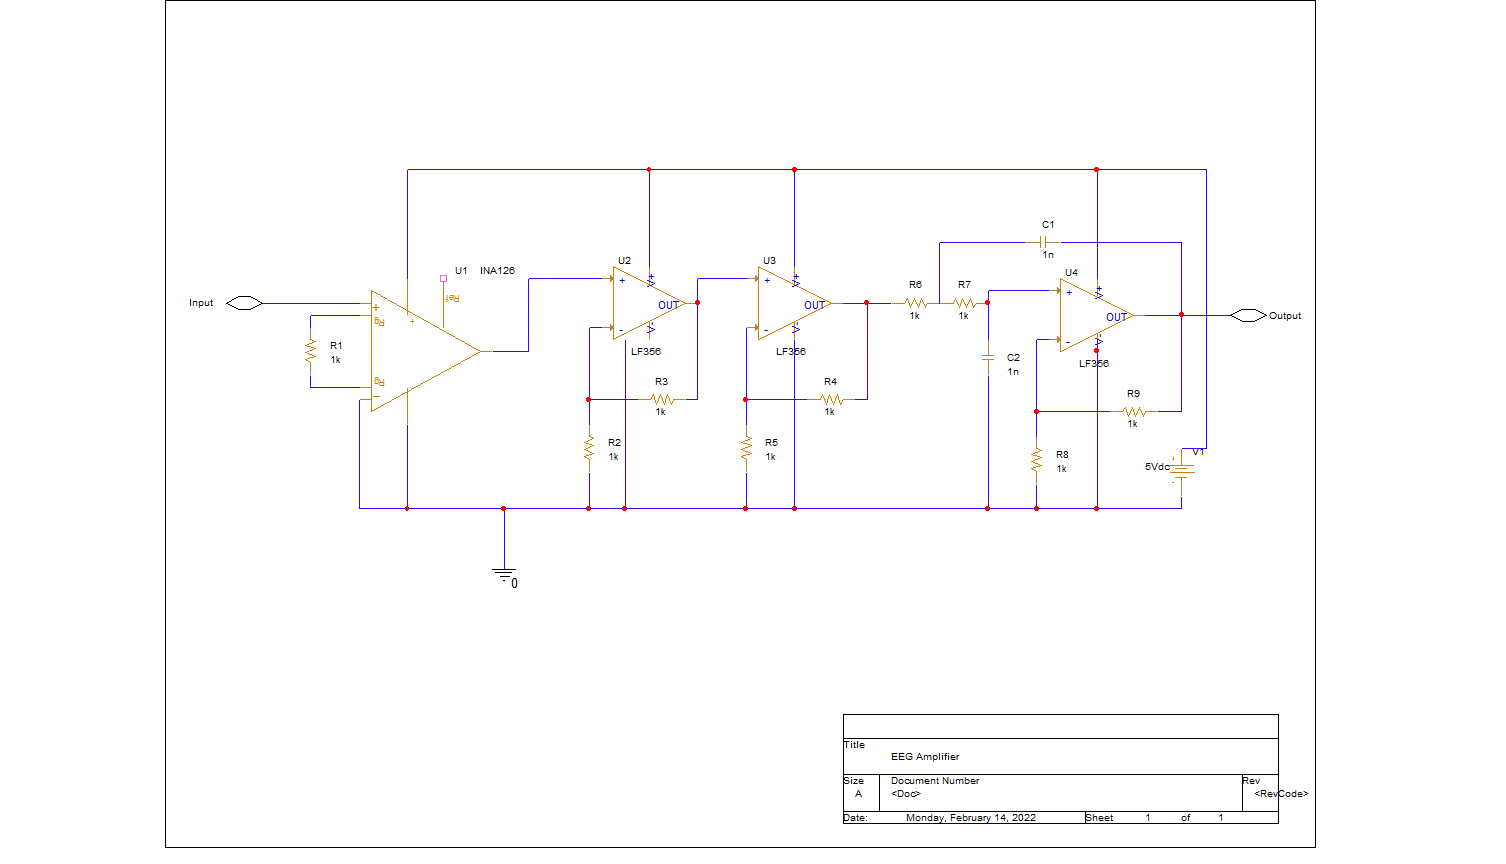 Input
U1 INA126
+
Rg
+
Ref
R1
1k
Rg
−
U2
+
V+
OUT
-
V-
LF356
R3
1k
R2
1k
U3
+
V+
OUT
-
V-
LF356
R4
1k
R5
1k
R6
1k
R7
1k
C1
1n
C2
1n
U4
+
V+
OUT
-
V-
LF356
R9
1k
R8
1k
Output
V1
5Vdc
+
-
0
Title
EEG Amplifier
Size
A
Document Number
<Doc>
Rev
<RevCode>
Date: Monday, February 14, 2022 Sheet 1 of 1